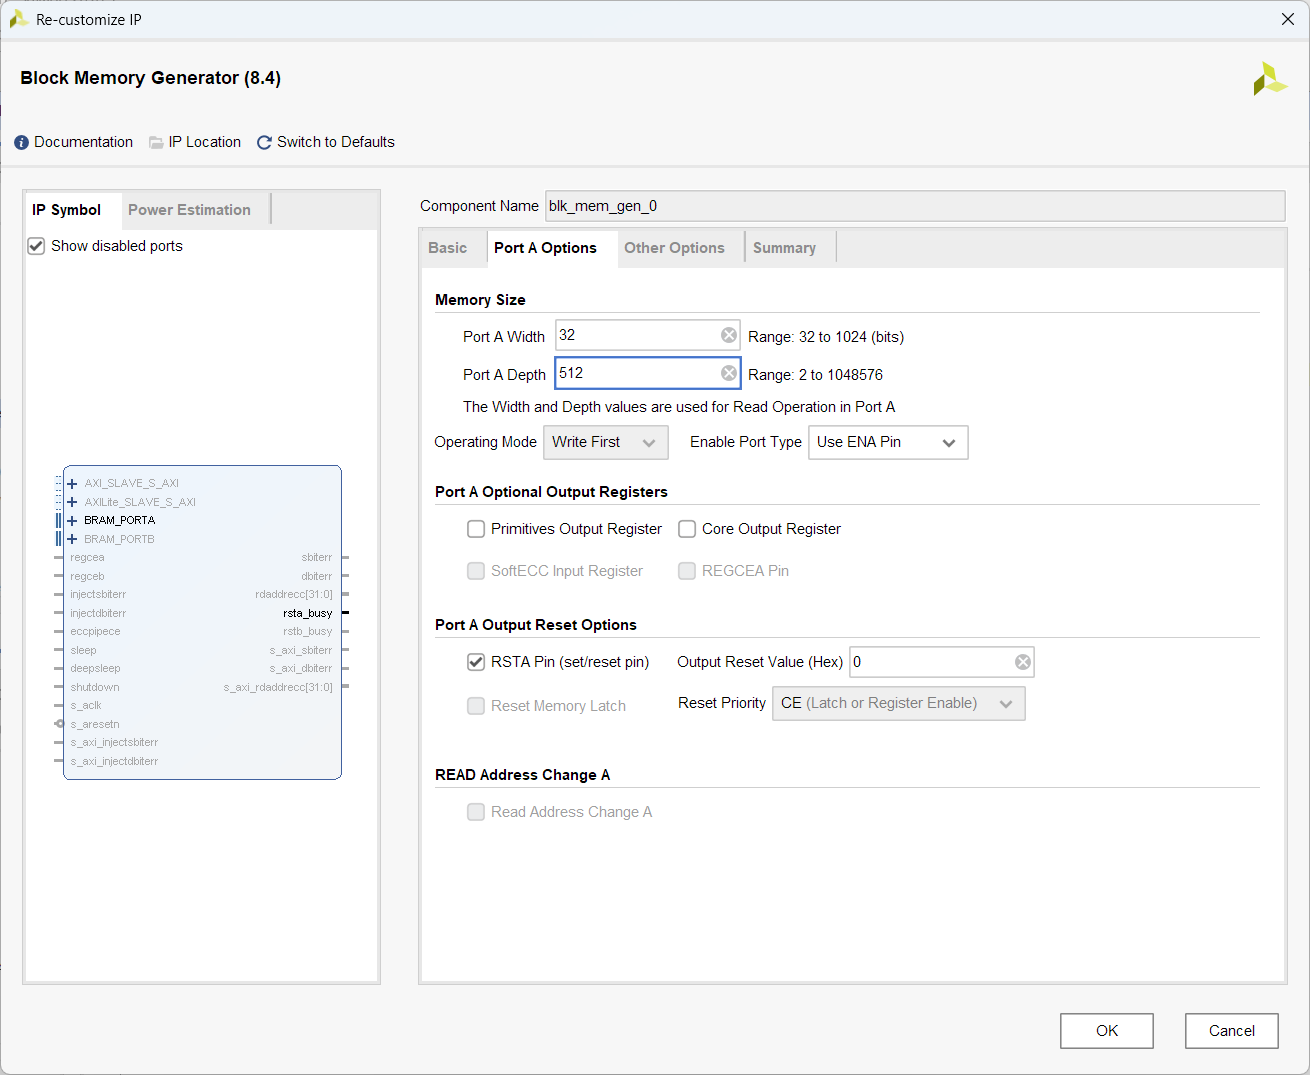 Re-customize IP
Block Memory Generator (8.4)
Documentation IP Location Switch to Defaults
IP Symbol Power Estimation
Show disabled ports
AXI_SLAVE_S_AXI
AXILite_SLAVE_S_AXI
BRAM_PORTA
BRAM_PORTB
regcea sbiterr
regceb dbiterr
injectsbiterr rdaddrecc[31:0]
injectdbiterr rsta_busy
eccpipece rstb_busy
sleep s_axi_sbiterr
deepsleep s_axi_dbiterr
shutdown s_axi_rdaddrecc[31:0]
s_aclk
s_aresetn
s_axi_injectsbiterr
s_axi_injectdbiterr
Component Name blk_mem_gen_0
Basic Port A Options Other Options Summary
Memory Size
Port A Width 32 Range: 32 to 1024 (bits)
Port A Depth 512 Range: 2 to 1048576
The Width and Depth values are used for Read Operation in Port A
Operating Mode Write First Enable Port Type Use ENA Pin
Port A Optional Output Registers
Primitives Output Register Core Output Register
SoftECC Input Register REGCEA Pin
Port A Output Reset Options
RSTA Pin (set/reset pin) Output Reset Value (Hex) 0
Reset Memory Latch Reset Priority CE (Latch or Register Enable)
READ Address Change A
Read Address Change A
OK Cancel